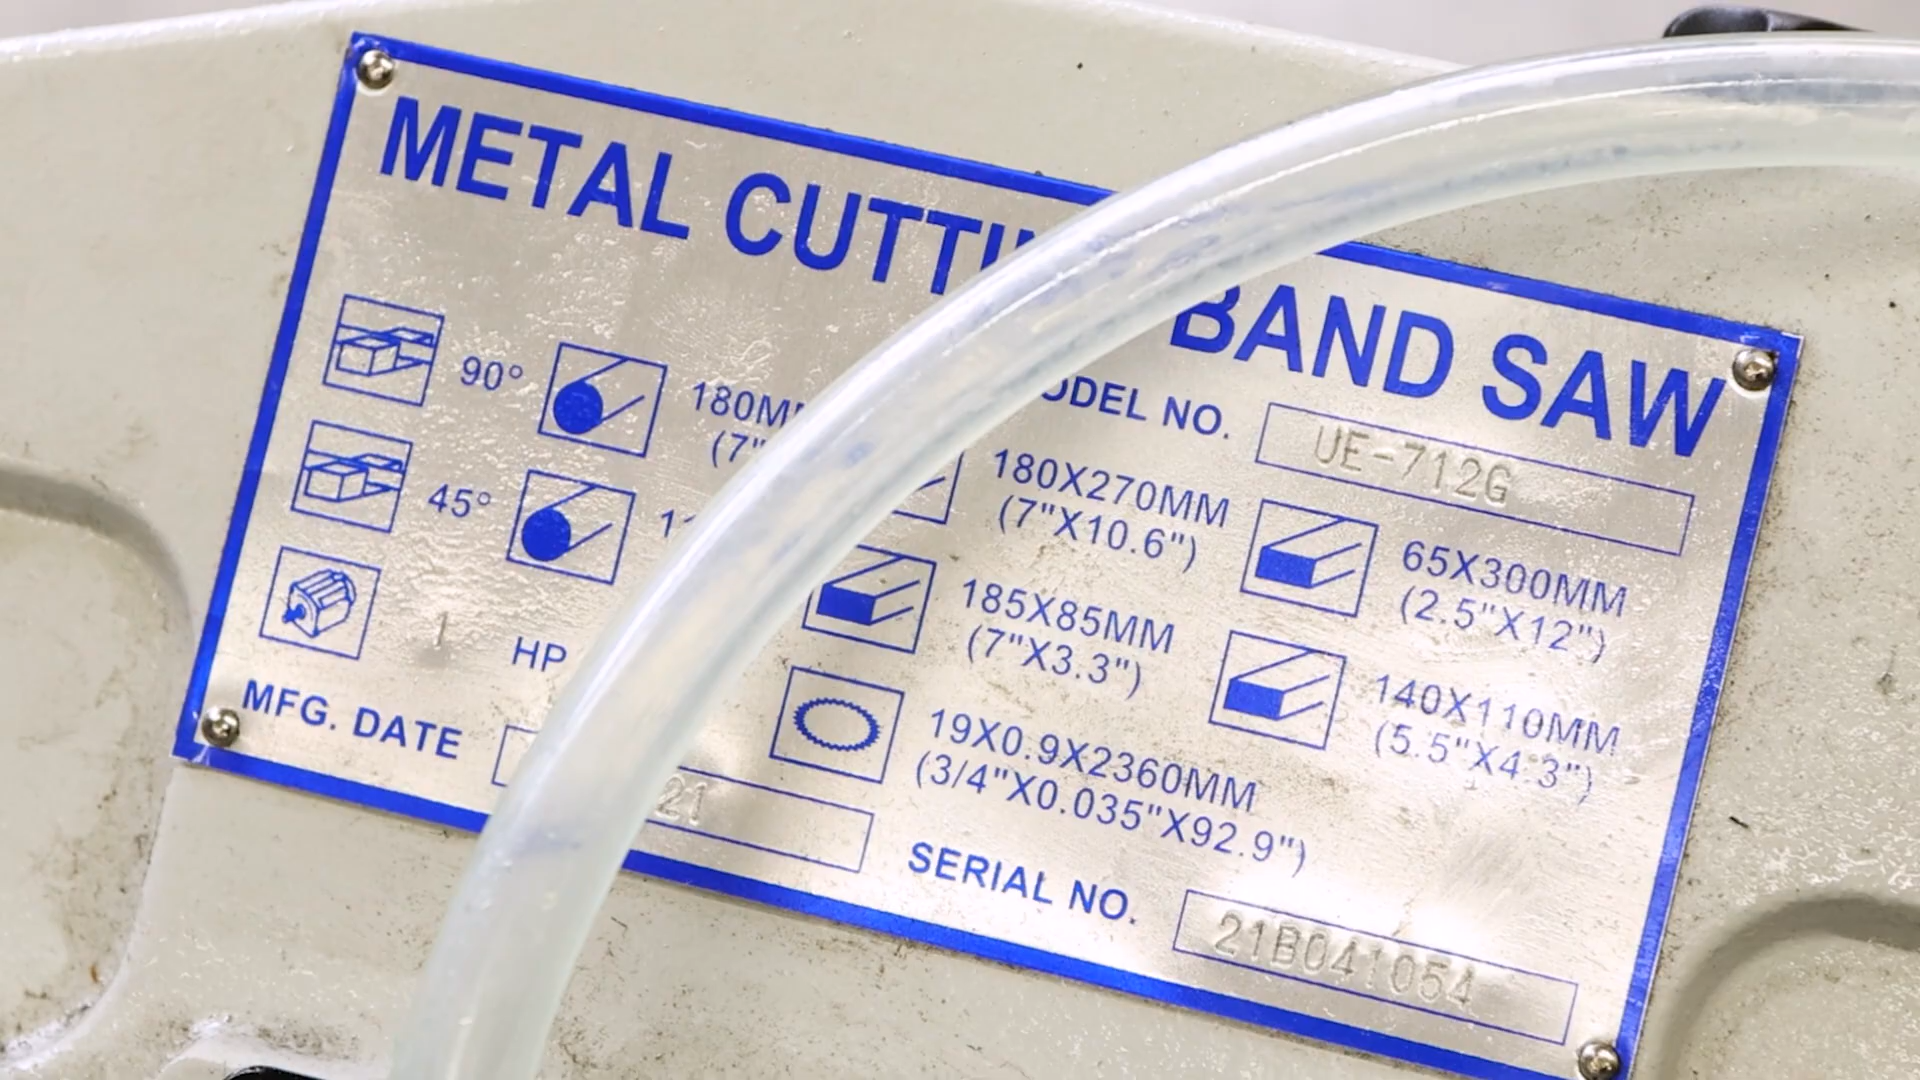 METAL CUTTI BAND SAW
ODEL NO. UE-712G
90° 180M 180X270MM 65X300MM
(7" (7"X10.6") (2.5"X12")
45° 185X85MM 140X110MM
(7"X3.3") (5.5"X4.3")
1 HP 19X0.9X2360MM
(3/4"X0.035"X92.9")
MFG. DATE 21
SERIAL NO. 21B041054